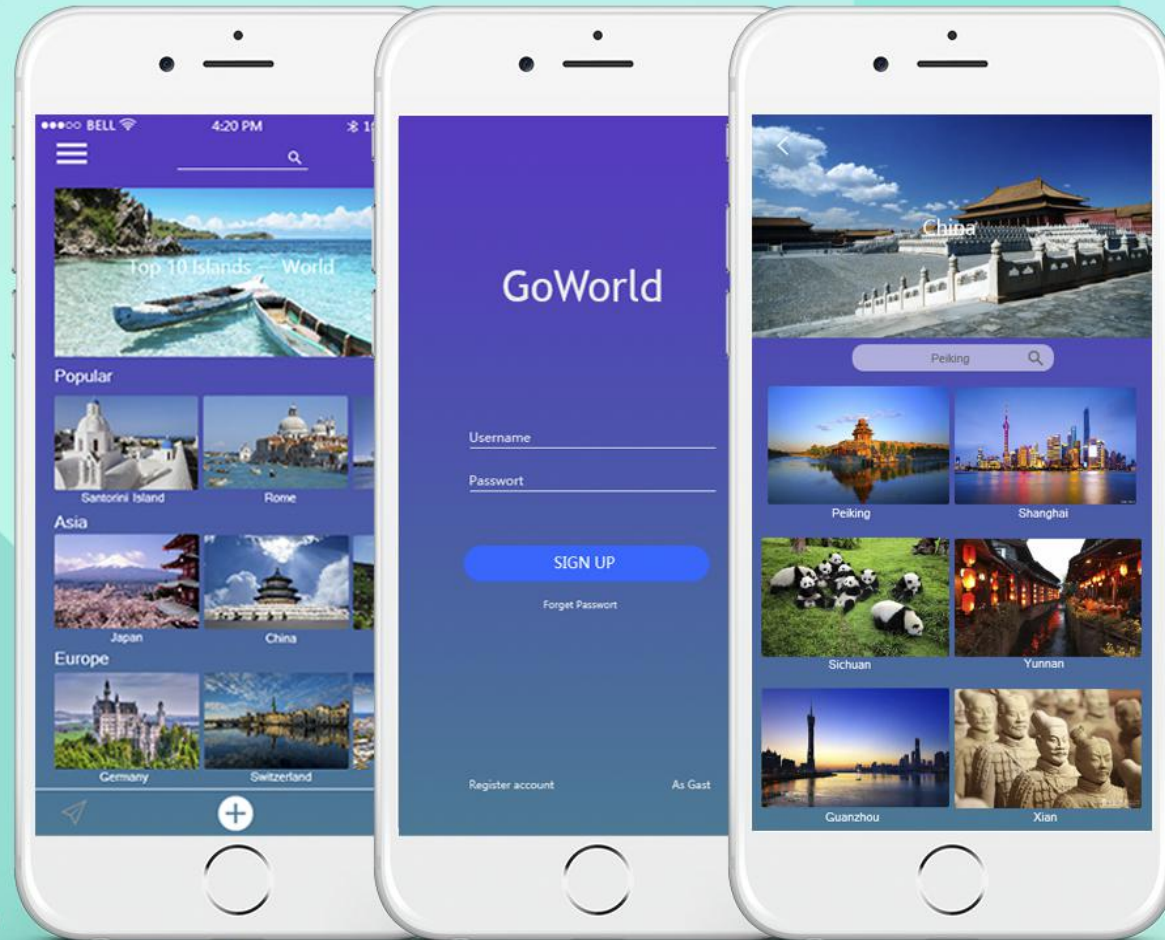 BELL 4:20 PM
Top 10 Islands World
Popular
Santorini Island Rome
Asia
Japan China
Europe
Germany Switzerland
GoWorld
Username
Passwort
SIGN UP
Forget Passwort
Register account As Gast
China
Peiking
Peiking Shanghai
Sichuan Yunnan
Guanzhou Xian